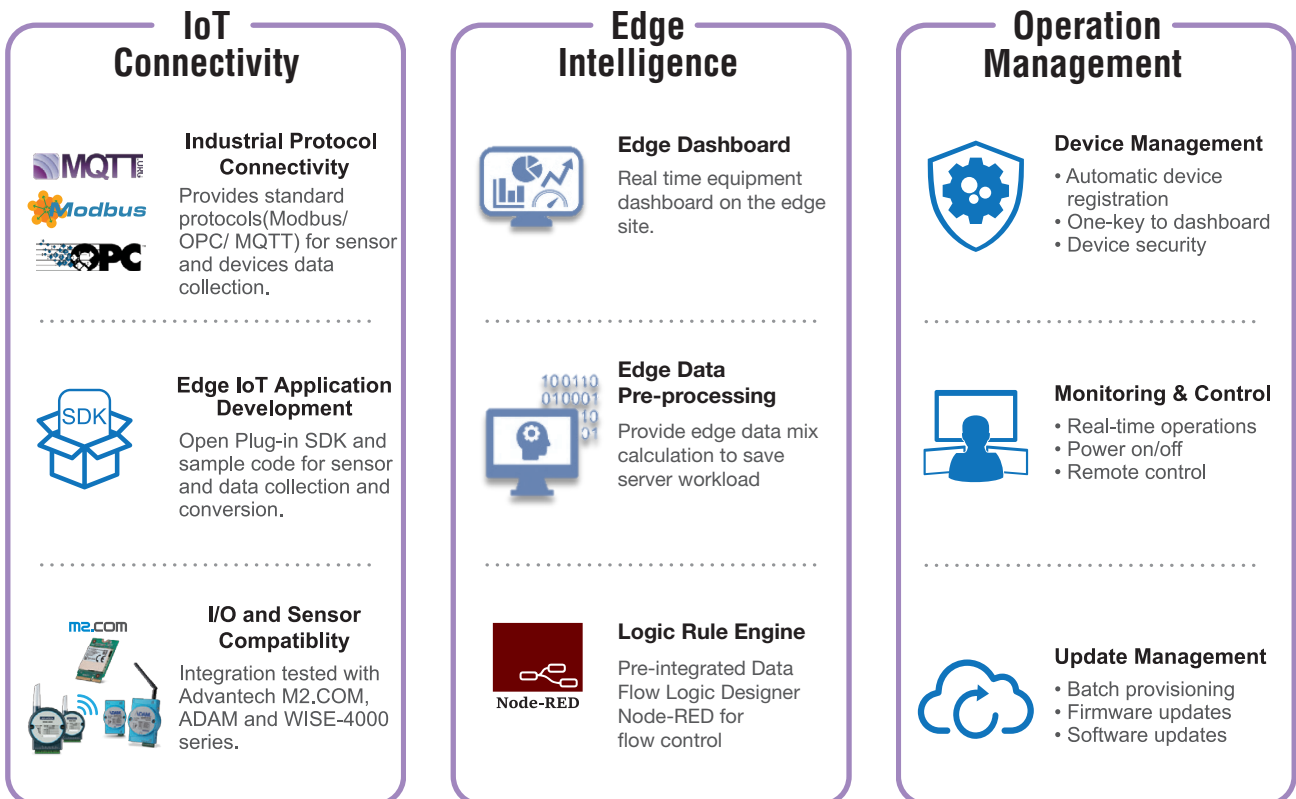 IoT
Connectivity
MQTT
.ORG
Modbus
OPC
Industrial Protocol
Connectivity
Provides standard
protocols(Modbus/
OPC/ MQTT) for sensor
and devices data
collection.
SDK
Edge IoT Application
Development
Open Plug-in SDK and
sample code for sensor
and data collection and
conversion.
m2.com
I/O and Sensor
Compatiblity
Integration tested with
Advantech M2.COM,
ADAM and WISE-4000
series.
Edge
Intelligence
Edge Dashboard
Real time equipment
dashboard on the edge
site.
100110
010001
10
01
Edge Data
Pre-processing
Provide edge data mix
calculation to save
server workload
Node-RED
Logic Rule Engine
Pre-integrated Data
Flow Logic Designer
Node-RED for
flow control
Operation
Management
Device Management
• Automatic device
registration
• One-key to dashboard
• Device security
Monitoring & Control
• Real-time operations
• Power on/off
• Remote control
Update Management
• Batch provisioning
• Firmware updates
• Software updates